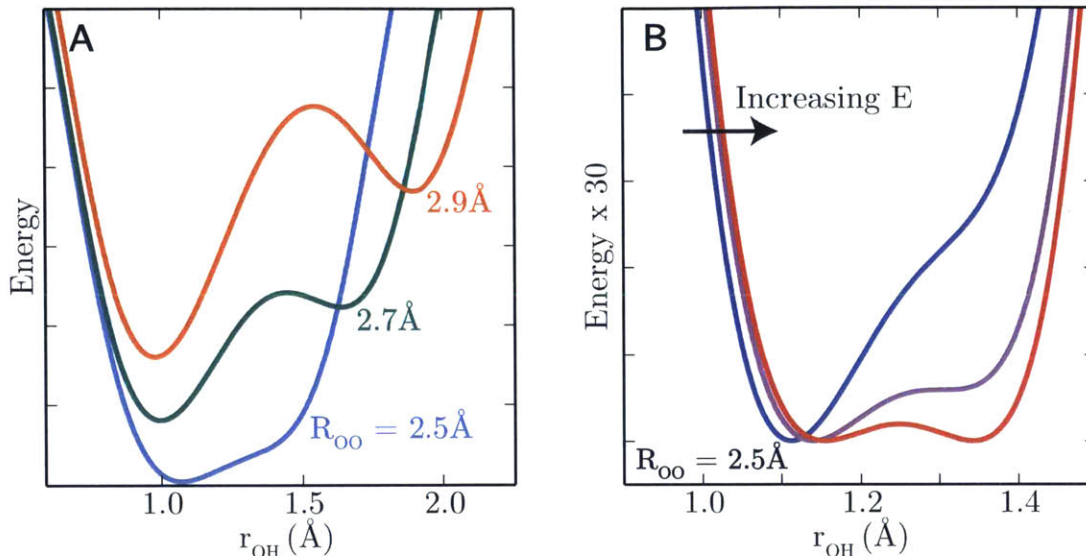 A
Energy
2.9Å
2.7Å
R_OO = 2.5Å
1.0 1.5 2.0
r_OH (Å)
B
Increasing E
Energy x 30
R_OO = 2.5Å
1.0 1.2 1.4
r_OH (Å)